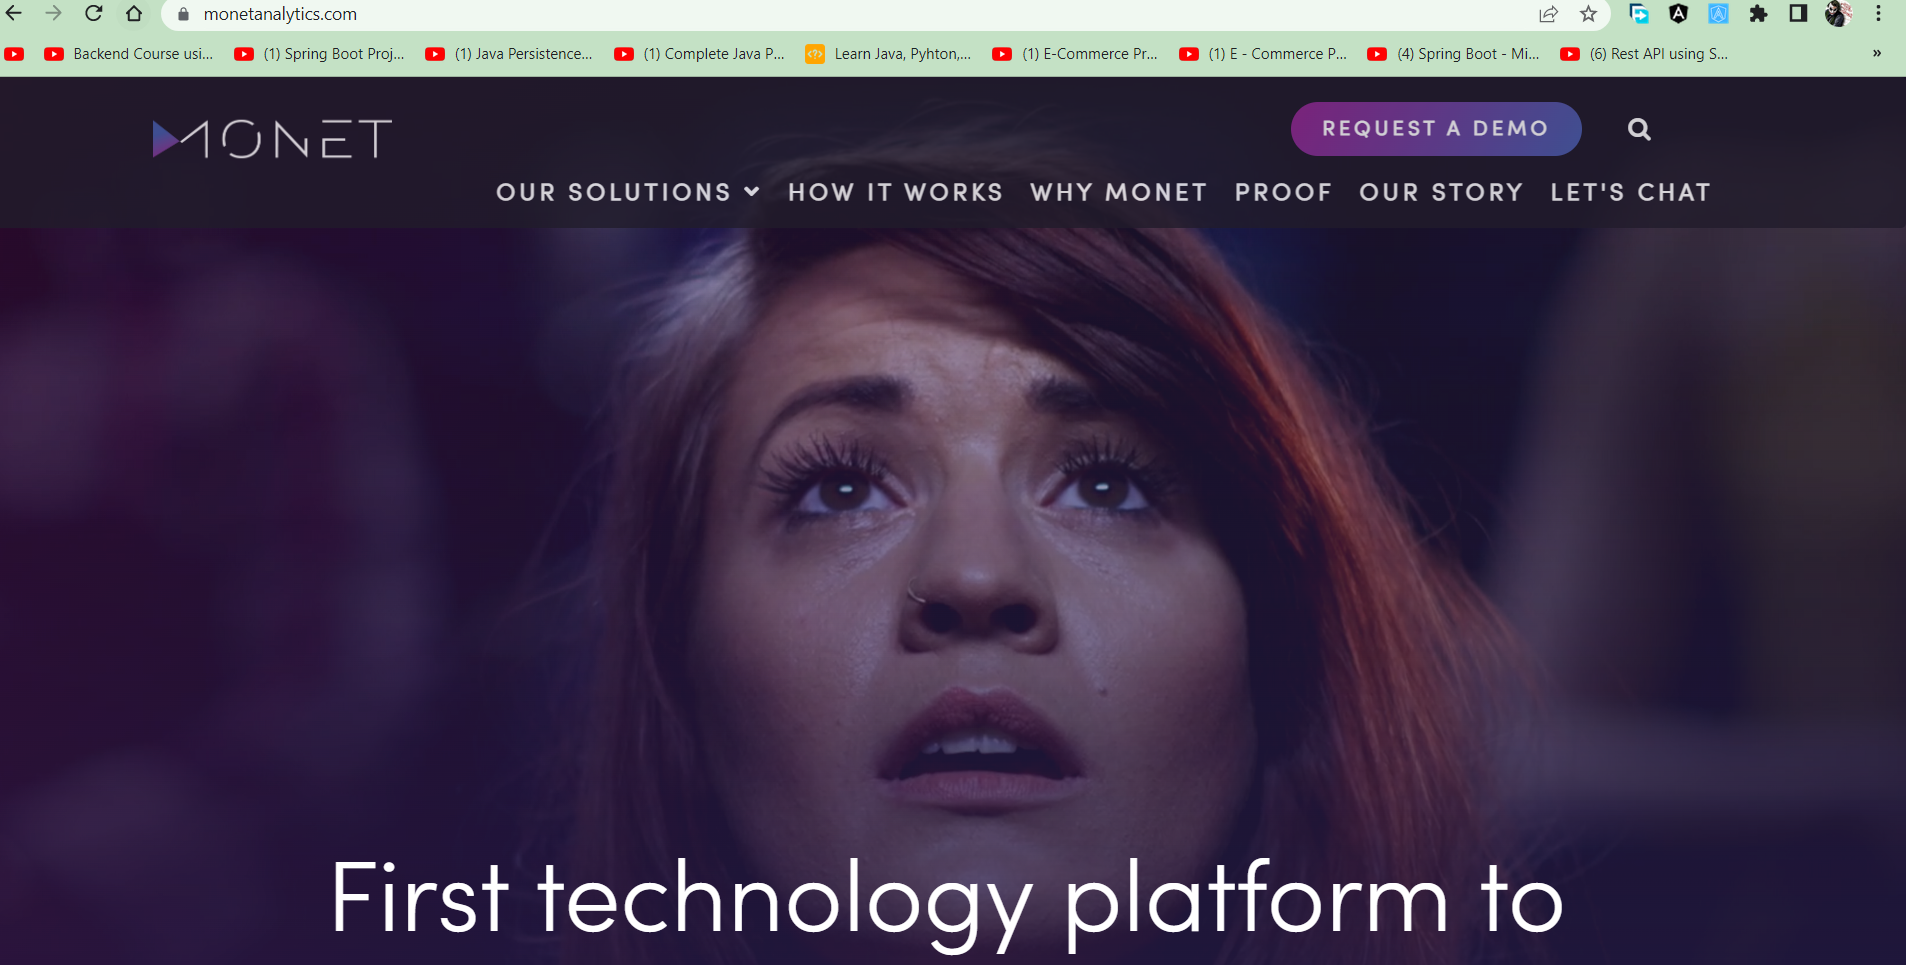 monetanalytics.com
Backend Course usi... (1) Spring Boot Proj... (1) Java Persistence... (1) Complete Java P... Learn Java, Pyhton,... (1) E-Commerce Pr... (1) E - Commerce P... (4) Spring Boot - Mi... (6) Rest API using S... »
MONET
REQUEST A DEMO
OUR SOLUTIONS HOW IT WORKS WHY MONET PROOF OUR STORY LET'S CHAT
First technology platform to